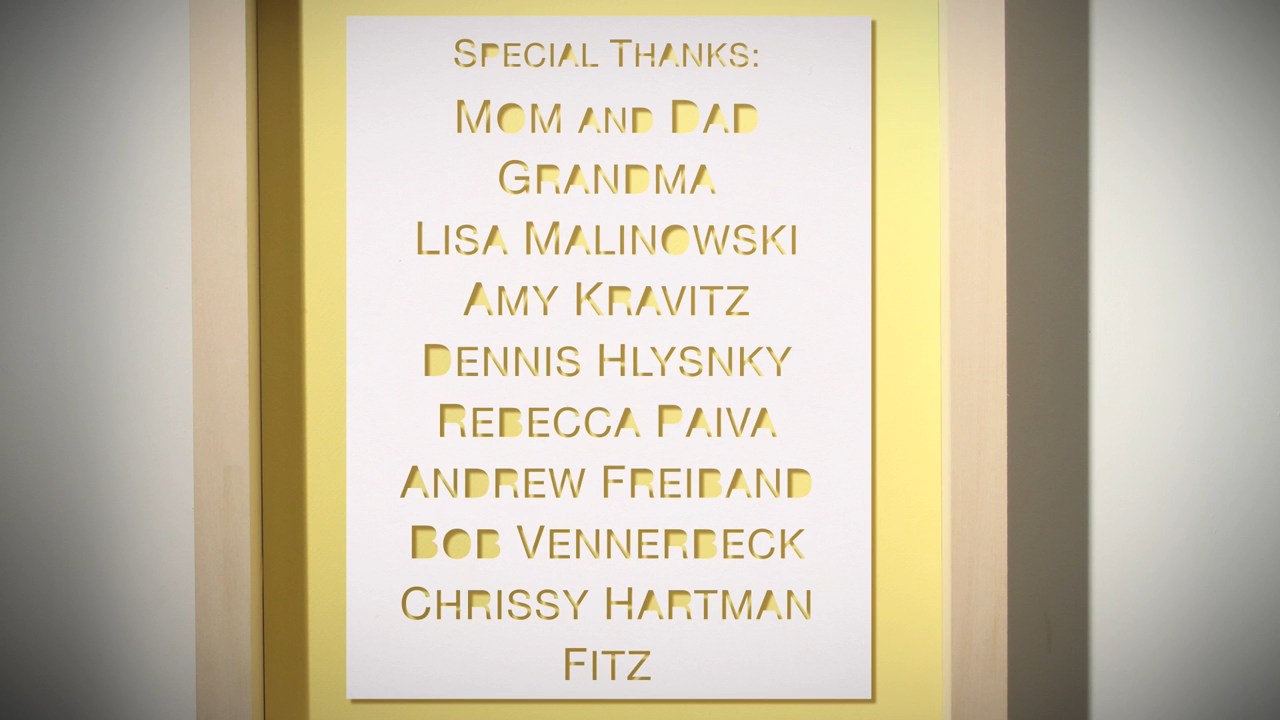 Special Thanks:
Mom and Dad
Grandma
Lisa Malinowski
Amy Kravitz
Dennis Hlysnky
Rebecca Paiva
Andrew Freiband
Bob Vennerbeck
Chrissy Hartman
Fitz